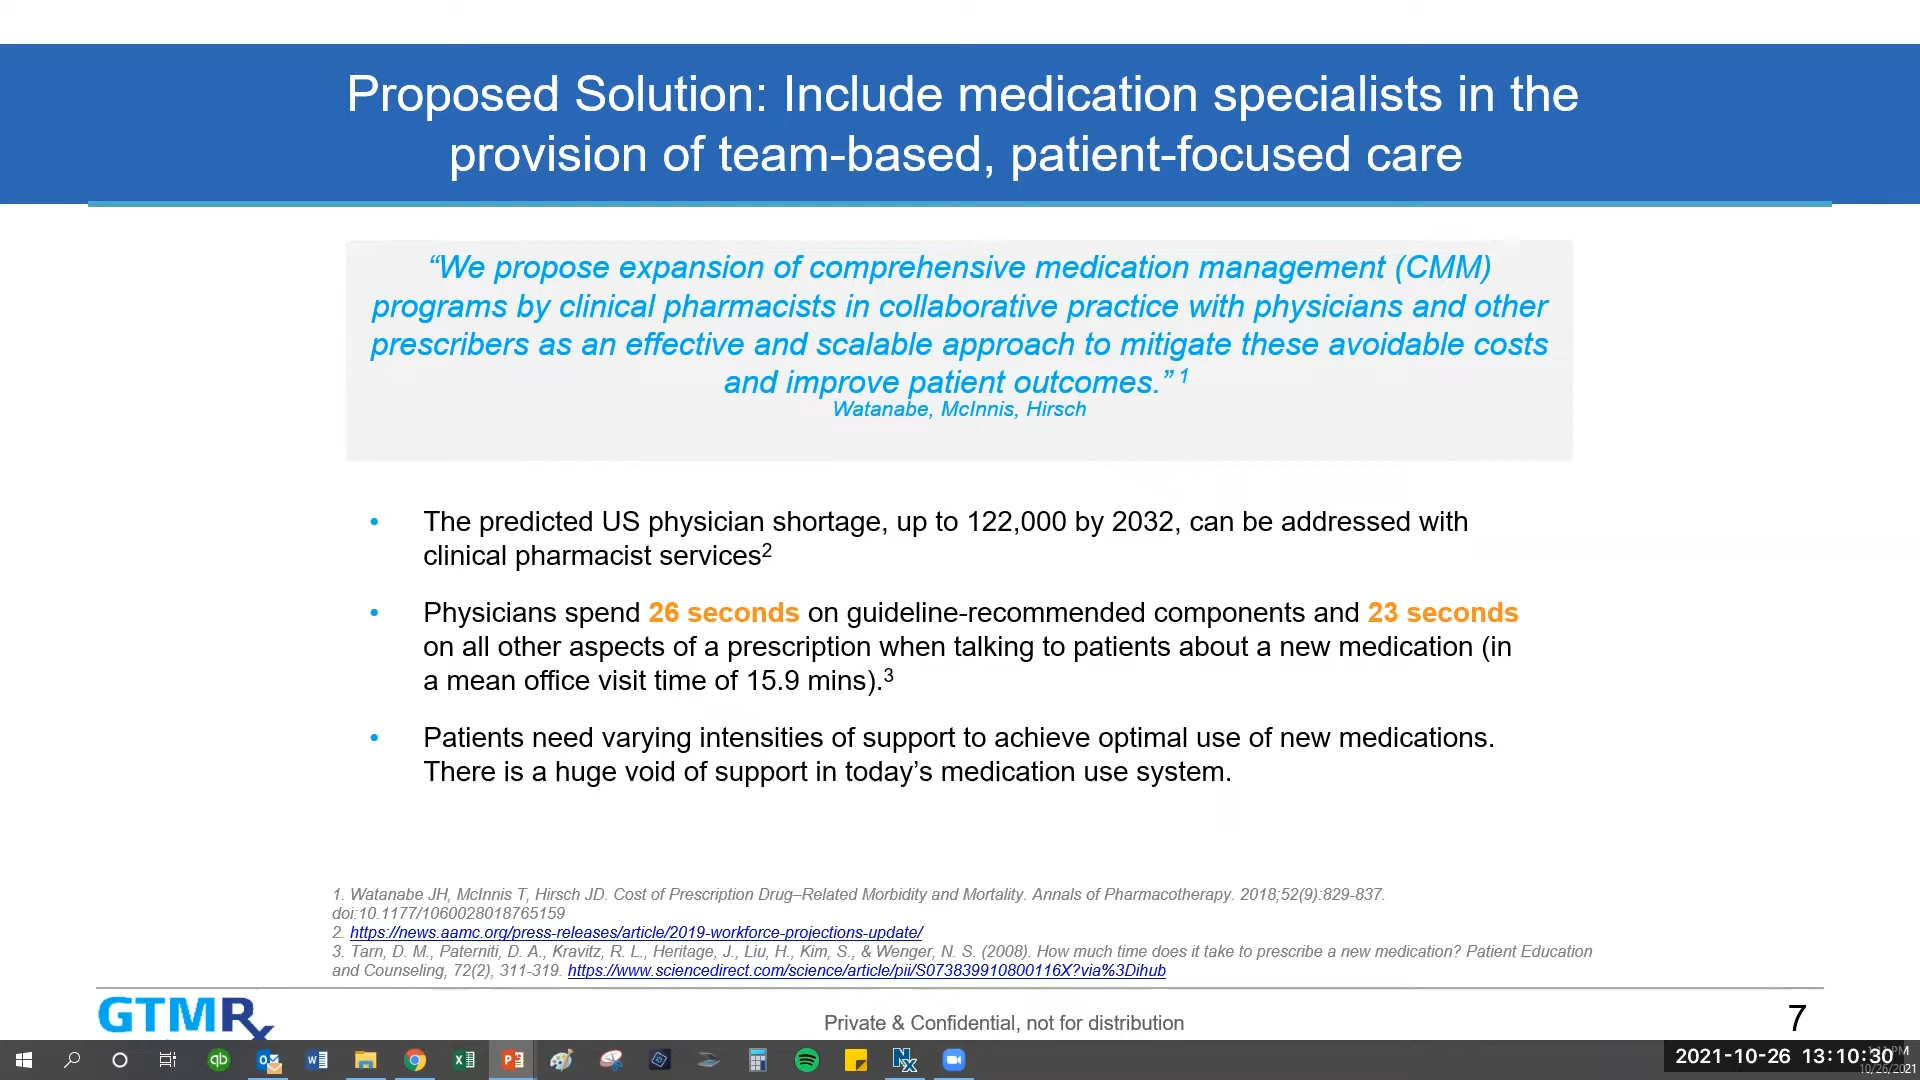 Proposed Solution: Include medication specialists in the
provision of team-based, patient-focused care
“We propose expansion of comprehensive medication management (CMM)
programs by clinical pharmacists in collaborative practice with physicians and other
prescribers as an effective and scalable approach to mitigate these avoidable costs
and improve patient outcomes.” 1
Watanabe, McInnis, Hirsch
• The predicted US physician shortage, up to 122,000 by 2032, can be addressed with
clinical pharmacist services2
• Physicians spend 26 seconds on guideline-recommended components and 23 seconds
on all other aspects of a prescription when talking to patients about a new medication (in
a mean office visit time of 15.9 mins).3
• Patients need varying intensities of support to achieve optimal use of new medications.
There is a huge void of support in today’s medication use system.
1. Watanabe JH, McInnis T, Hirsch JD. Cost of Prescription Drug–Related Morbidity and Mortality. Annals of Pharmacotherapy. 2018;52(9):829-837.
doi:10.1177/1060028018765159
2. https://news.aamc.org/press-releases/article/2019-workforce-projections-update/
3. Tarn, D. M., Paterniti, D. A., Kravitz, R. L., Heritage, J., Liu, H., Kim, S., & Wenger, N. S. (2008). How much time does it take to prescribe a new medication? Patient Education
and Counseling, 72(2), 311-319. https://www.sciencedirect.com/science/article/pii/S073839910800116X?via%3Dihub
GTMRx
Private & Confidential, not for distribution
7
2021-10-26 13:10:30
10/26/2021